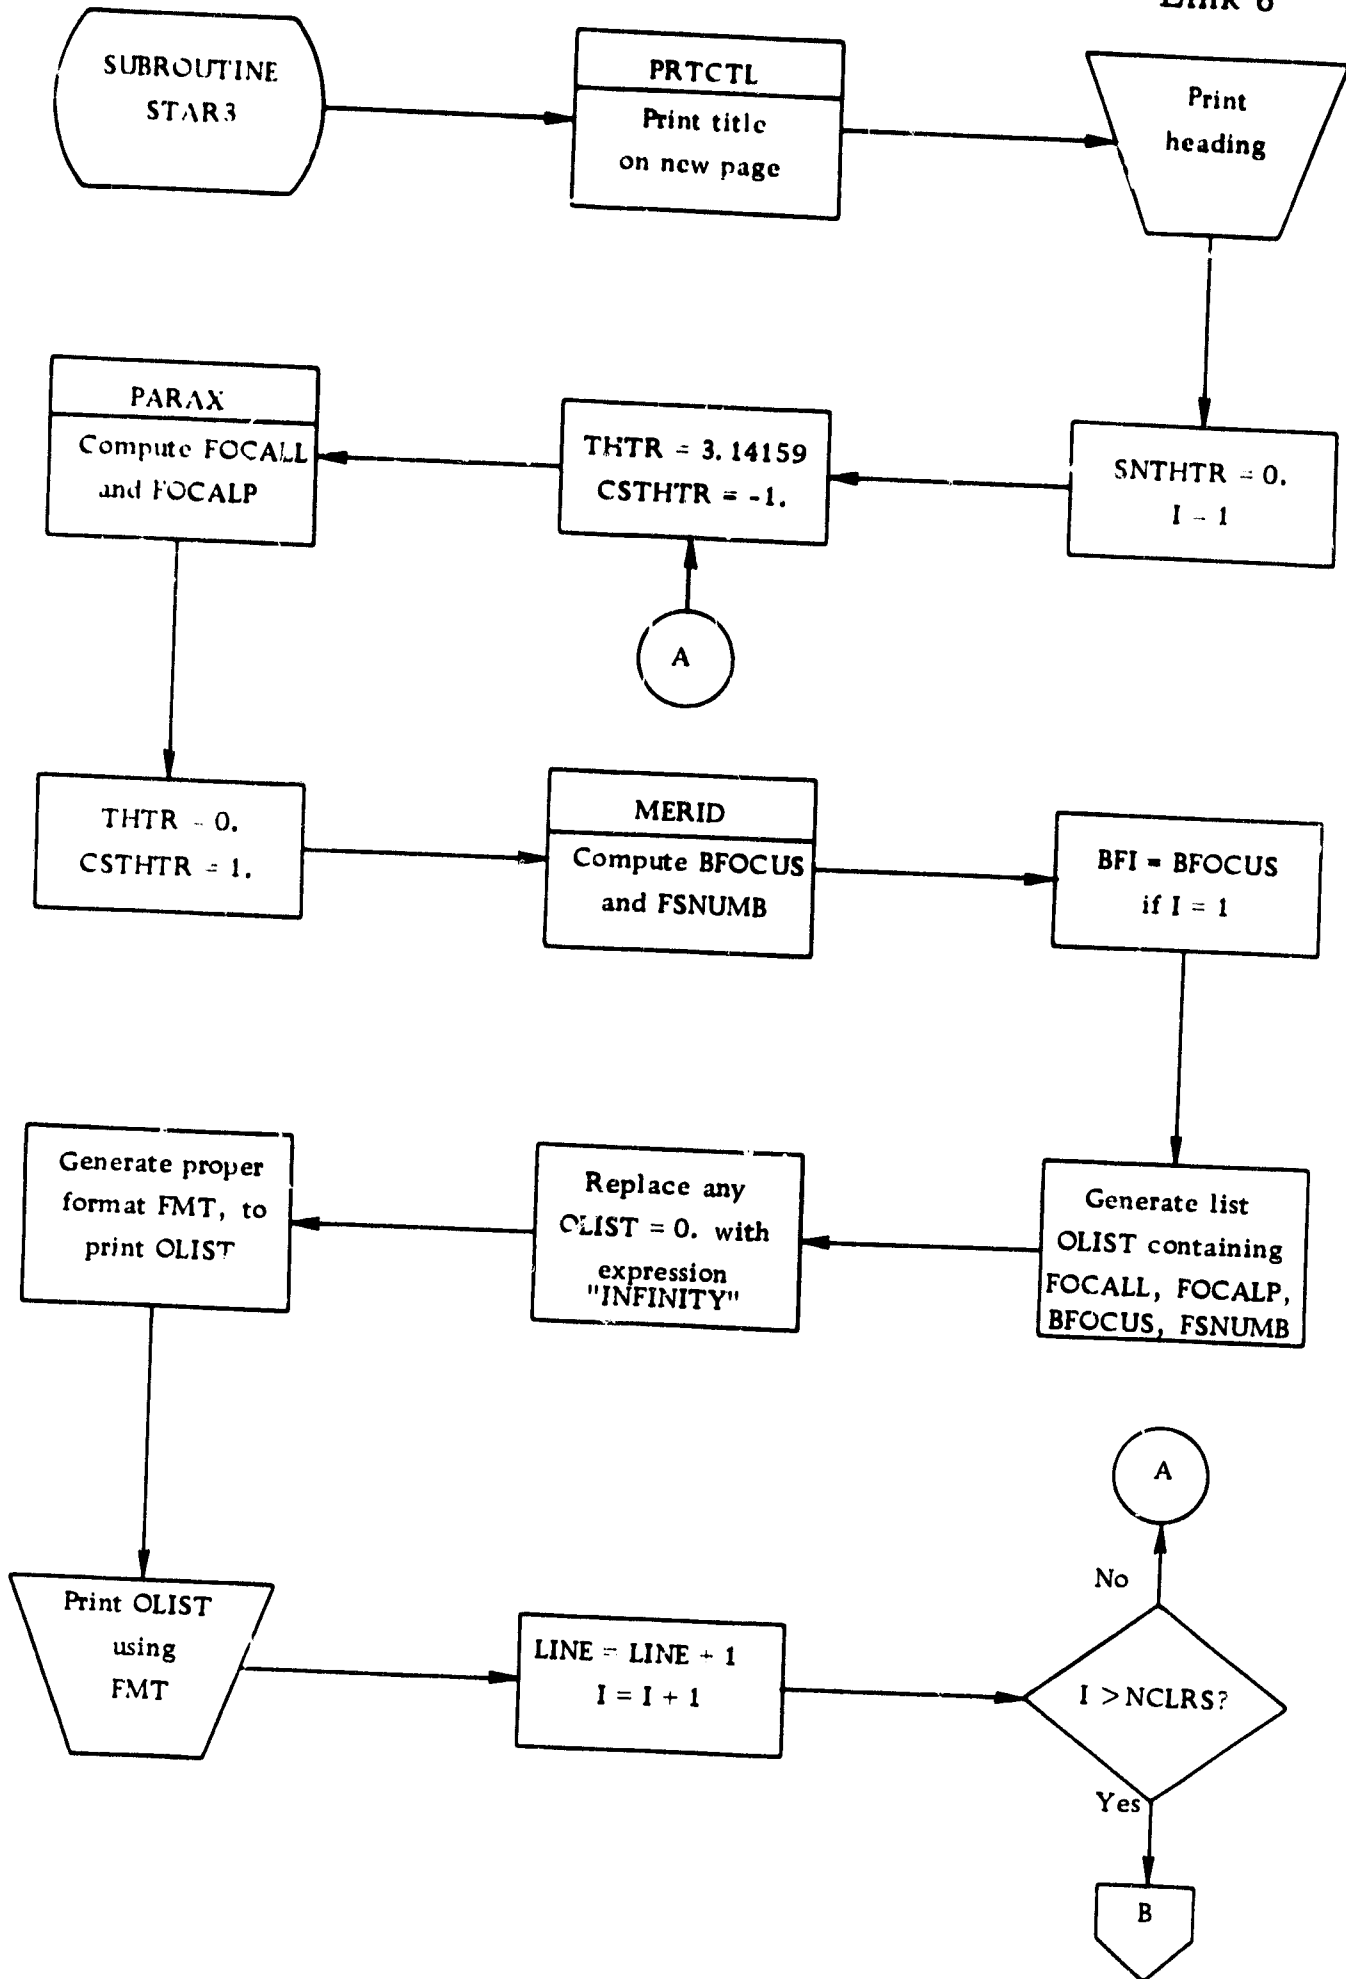 Link 6
SUBROUTINE
STAR3
PRTCTL
Print title
on new page
Print
heading
SNTHTR = 0.
I - 1
THTR = 3.14159
CSTHTR = -1.
PARAX
Compute FOCALL
and FOCALP
A
THTR - 0.
CSTHTR = 1.
MERID
Compute BFOCUS
and FSNUMB
BFI = BFOCUS
if I = 1
Generate list
OLIST containing
FOCALL, FOCALP,
BFOCUS, FSNUMB
Replace any
OLIST = 0. with
expression
"INFINITY"
Generate proper
format FMT, to
print OLIST
Print OLIST
using
FMT
LINE = LINE + 1
I = I + 1
I > NCLRS?
No
A
Yes
B